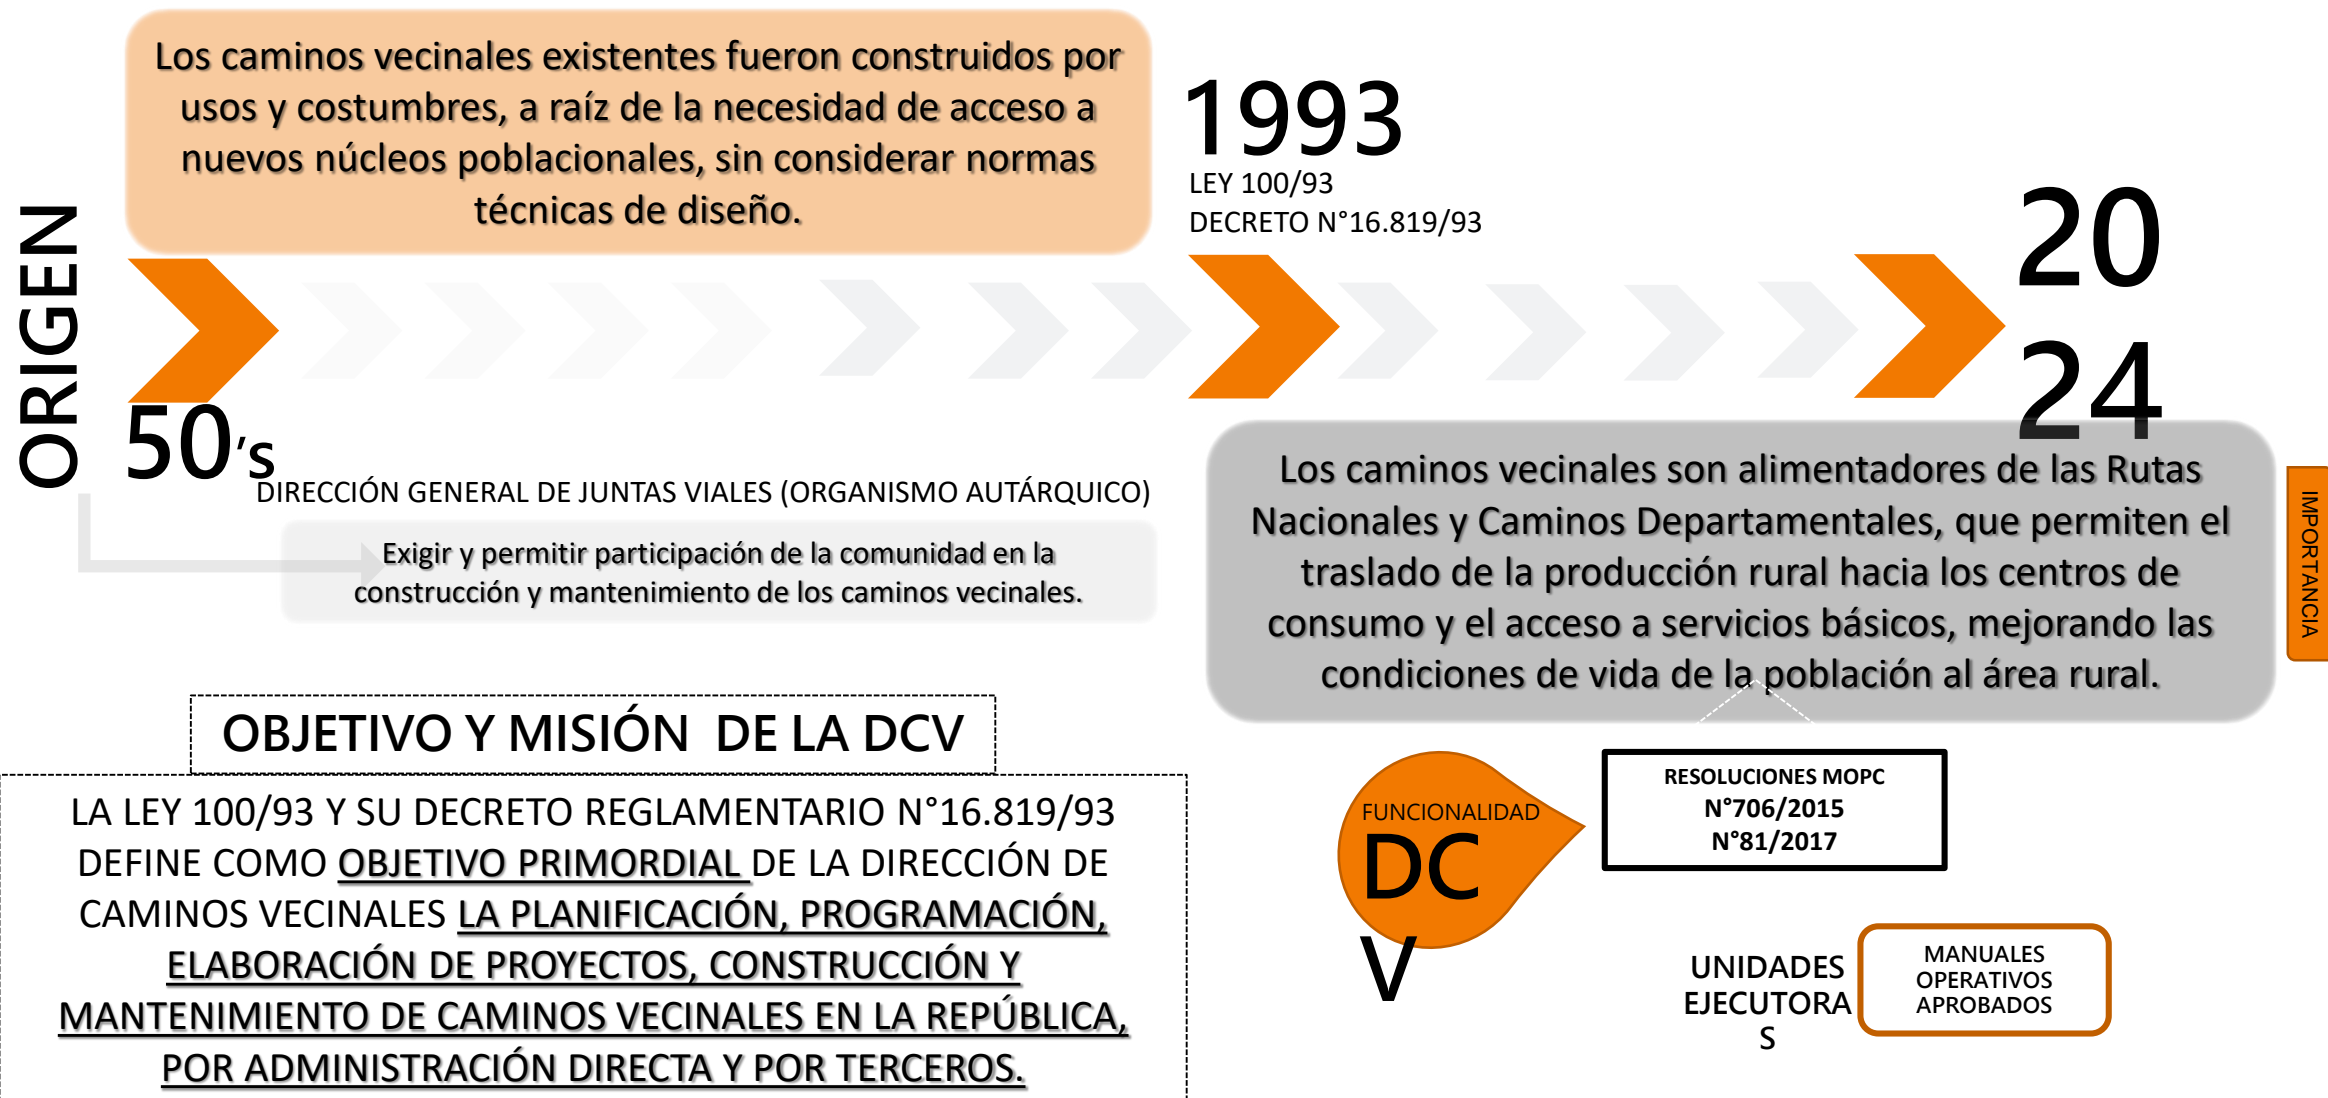 ORIGEN
Los caminos vecinales existentes fueron construidos por
usos y costumbres, a raíz de la necesidad de acceso a
nuevos núcleos poblacionales, sin considerar normas
técnicas de diseño.
50's
DIRECCIÓN GENERAL DE JUNTAS VIALES (ORGANISMO AUTÁRQUICO)
Exigir y permitir participación de la comunidad en la
construcción y mantenimiento de los caminos vecinales.
1993
LEY 100/93
DECRETO N°16.819/93
20
24
Los caminos vecinales son alimentadores de las Rutas
Nacionales y Caminos Departamentales, que permiten el
traslado de la producción rural hacia los centros de
consumo y el acceso a servicios básicos, mejorando las
condiciones de vida de la población al área rural.
IMPORTANCIA
OBJETIVO Y MISIÓN DE LA DCV
LA LEY 100/93 Y SU DECRETO REGLAMENTARIO N°16.819/93
DEFINE COMO OBJETIVO PRIMORDIAL DE LA DIRECCIÓN DE
CAMINOS VECINALES LA PLANIFICACIÓN, PROGRAMACIÓN,
ELABORACIÓN DE PROYECTOS, CONSTRUCCIÓN Y
MANTENIMIENTO DE CAMINOS VECINALES EN LA REPÚBLICA,
POR ADMINISTRACIÓN DIRECTA Y POR TERCEROS.
FUNCIONALIDAD
DC
V
RESOLUCIONES MOPC
N°706/2015
N°81/2017
UNIDADES
EJECUTORA
S
MANUALES
OPERATIVOS
APROBADOS